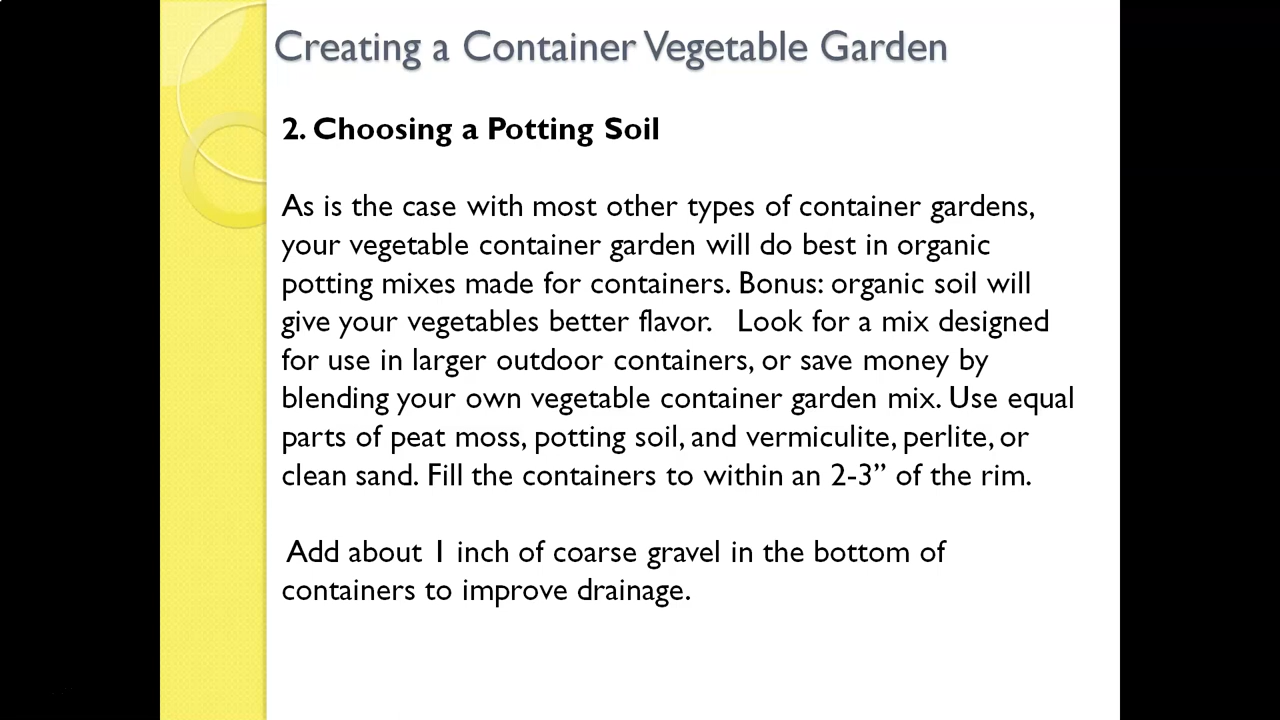 Creating a Container Vegetable Garden
2. Choosing a Potting Soil
As is the case with most other types of container gardens,
your vegetable container garden will do best in organic
potting mixes made for containers. Bonus: organic soil will
give your vegetables better flavor.   Look for a mix designed
for use in larger outdoor containers, or save money by
blending your own vegetable container garden mix. Use equal
parts of peat moss, potting soil, and vermiculite, perlite, or
clean sand. Fill the containers to within an 2-3” of the rim.
Add about 1 inch of coarse gravel in the bottom of
containers to improve drainage.